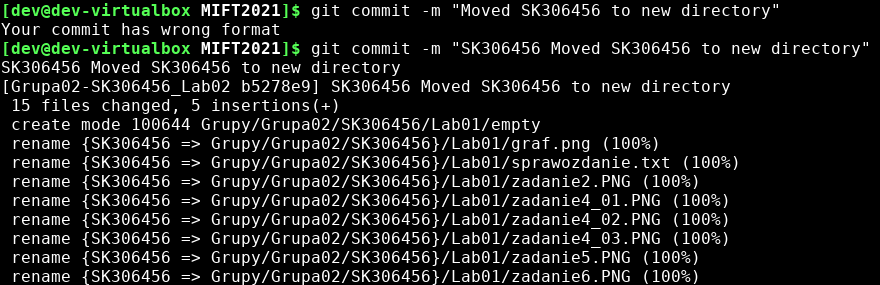 [dev@dev-virtualbox MIFT2021]$ git commit -m "Moved SK306456 to new directory"
Your commit has wrong format
[dev@dev-virtualbox MIFT2021]$ git commit -m "SK306456 Moved SK306456 to new directory"
SK306456 Moved SK306456 to new directory
[Grupa02-SK306456_Lab02 b5278e9] SK306456 Moved SK306456 to new directory
 15 files changed, 5 insertions(+)
 create mode 100644 Grupy/Grupa02/SK306456/Lab01/empty
 rename {SK306456 => Grupy/Grupa02/SK306456}/Lab01/graf.png (100%)
 rename {SK306456 => Grupy/Grupa02/SK306456}/Lab01/sprawozdanie.txt (100%)
 rename {SK306456 => Grupy/Grupa02/SK306456}/Lab01/zadanie2.PNG (100%)
 rename {SK306456 => Grupy/Grupa02/SK306456}/Lab01/zadanie4_01.PNG (100%)
 rename {SK306456 => Grupy/Grupa02/SK306456}/Lab01/zadanie4_02.PNG (100%)
 rename {SK306456 => Grupy/Grupa02/SK306456}/Lab01/zadanie4_03.PNG (100%)
 rename {SK306456 => Grupy/Grupa02/SK306456}/Lab01/zadanie5.PNG (100%)
 rename {SK306456 => Grupy/Grupa02/SK306456}/Lab01/zadanie6.PNG (100%)